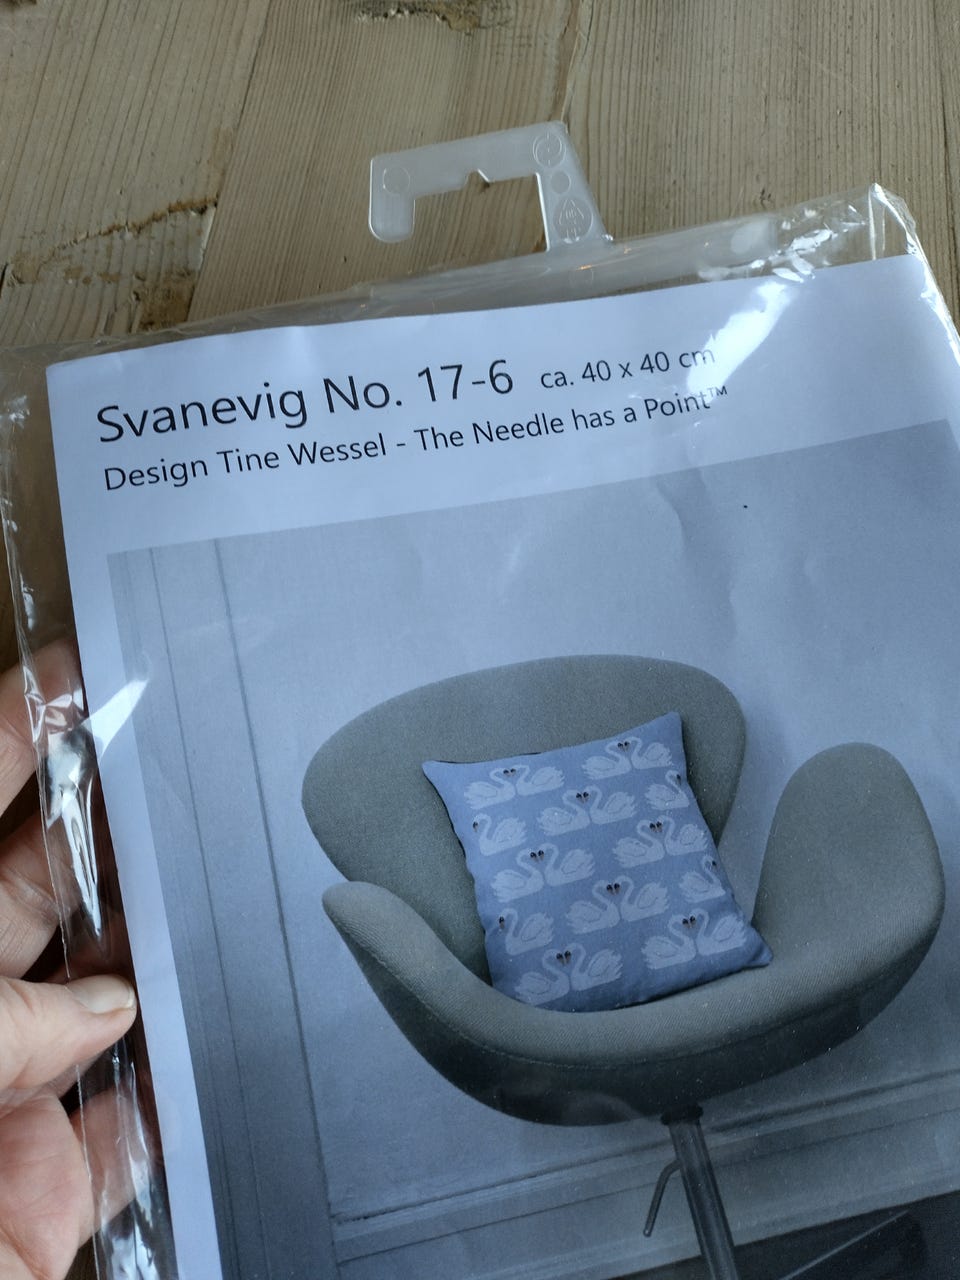 Svanevig No. 17-6 ca. 40 x 40 cm
Design Tine Wessel - The Needle has a Point™